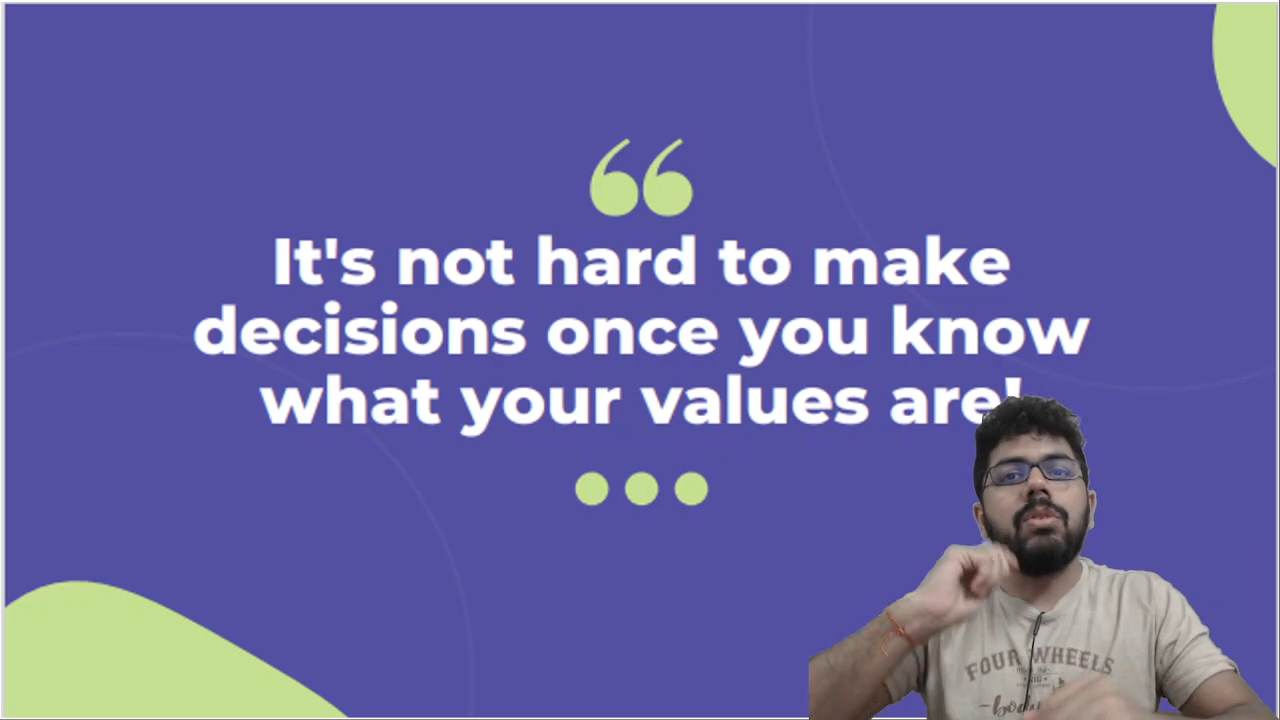 “
It's not hard to make
decisions once you know
what your values are!
FOUR WHEELS